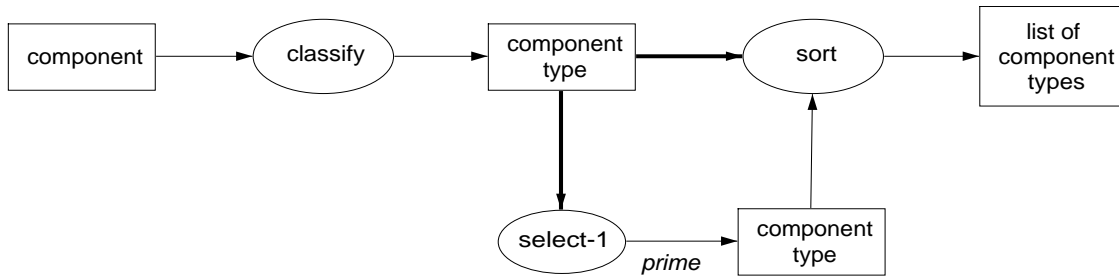 component
classify
component
type
sort
list of
component
types
select-1
prime
component
type